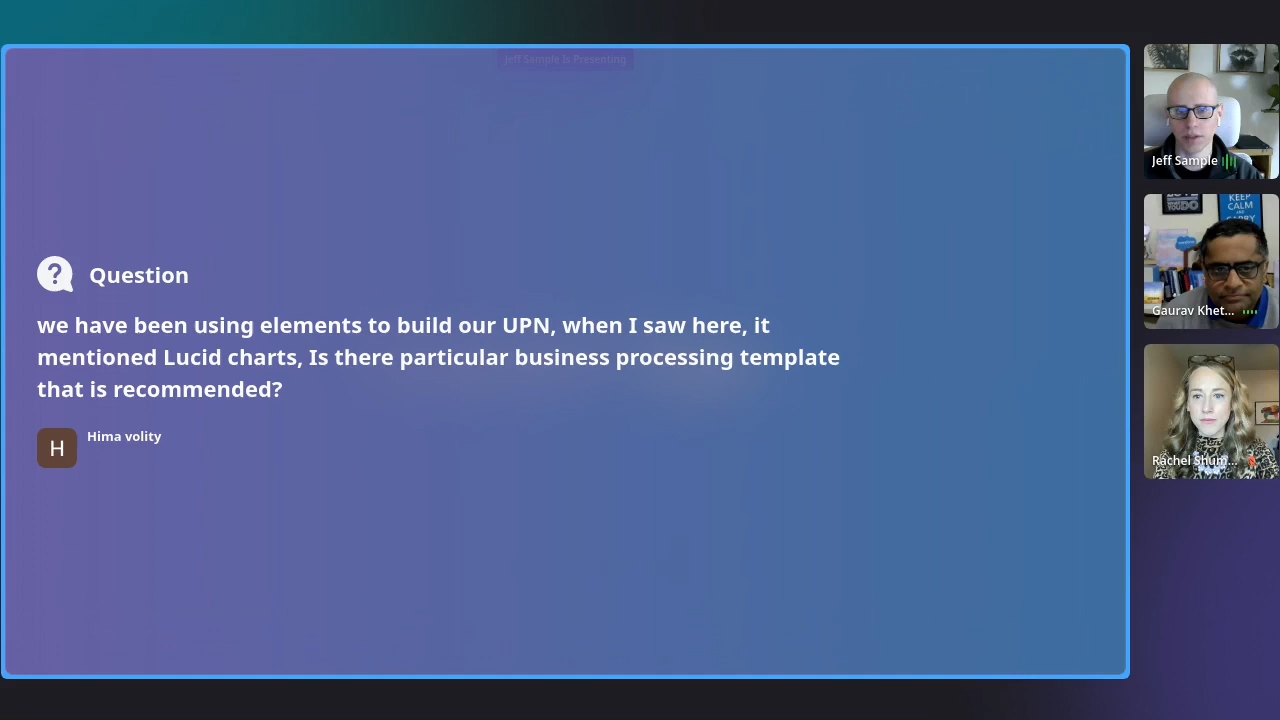 Jeff Sample Is Presenting
Question
we have been using elements to build our UPN, when I saw here, it
mentioned Lucid charts, Is there particular business processing template
that is recommended?
H
Hima volity
Jeff Sample
KEEP
CALM
Gaurav Khet...
Rachel Shum...